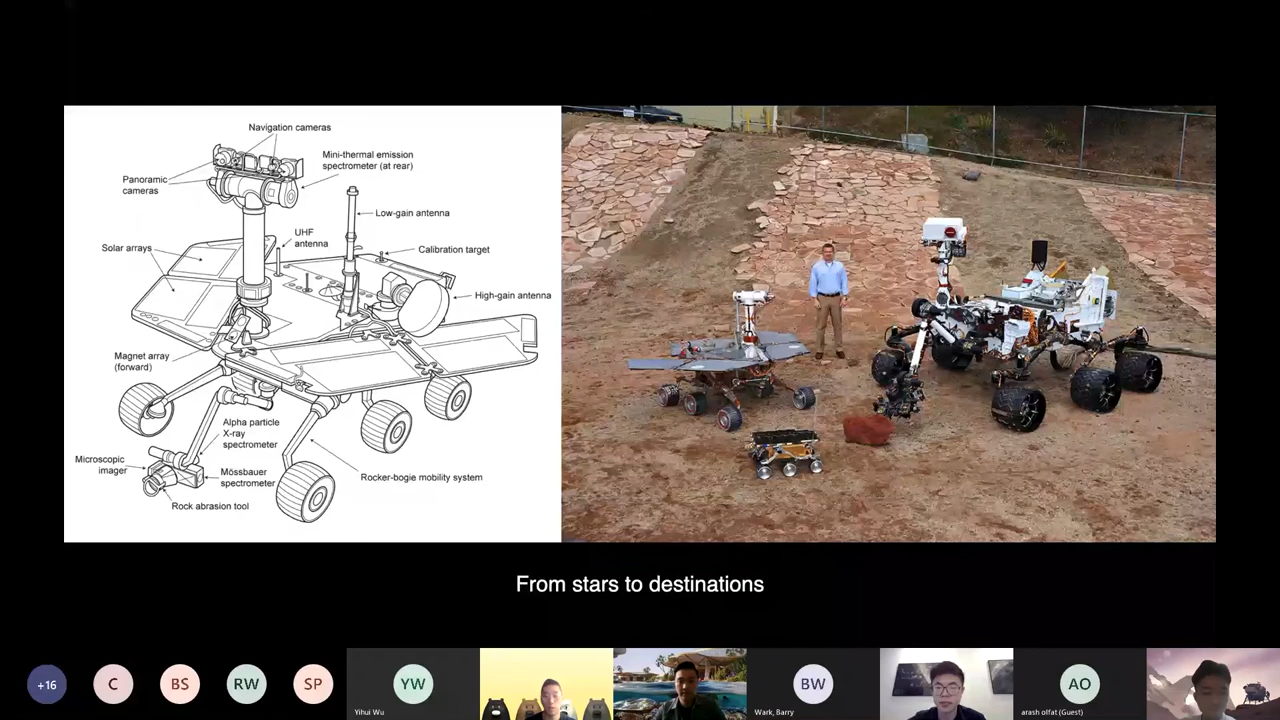 Navigation cameras
Mini-thermal emission
spectrometer (at rear)
Panoramic
cameras
Low-gain antenna
UHF
antenna
Solar arrays
Calibration target
High-gain antenna
Magnet array
(forward)
Alpha particle
X-ray
spectrometer
Microscopic
imager
Mössbauer
spectrometer
Rocker-bogie mobility system
Rock abrasion tool
From stars to destinations
+16
C
BS
RW
SP
YW
Yihui Wu
BW
Wark, Barry
AO
arash olfat (Guest)